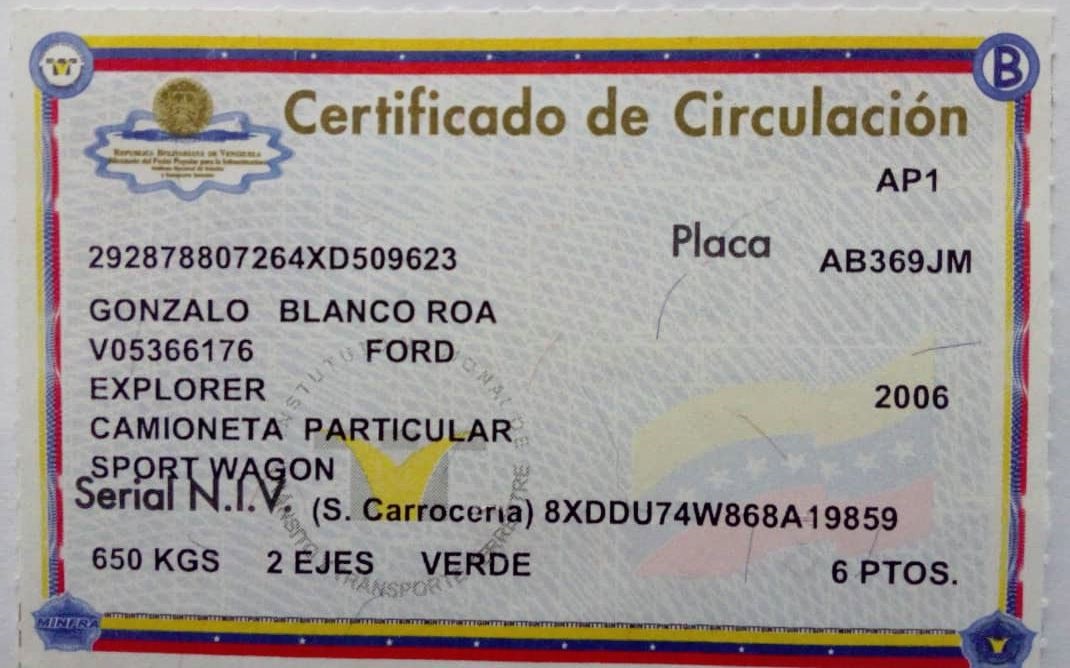 B
Certificado de Circulación
REPUBLICA BOLIVARIANA DE VENEZUELA
Ministerio del Poder Popular para la Infraestructura
Instituto Nacional de Tránsito
y Transporte Terrestre
AP1
292878807264XD509623
Placa AB369JM
GONZALO BLANCO ROA
V05366176 FORD
EXPLORER 2006
CAMIONETA PARTICULAR
SPORT WAGON
Serial N.I.V. (S. Carroceria) 8XDDU74W868A19859
650 KGS 2 EJES VERDE 6 PTOS.
MINFRA